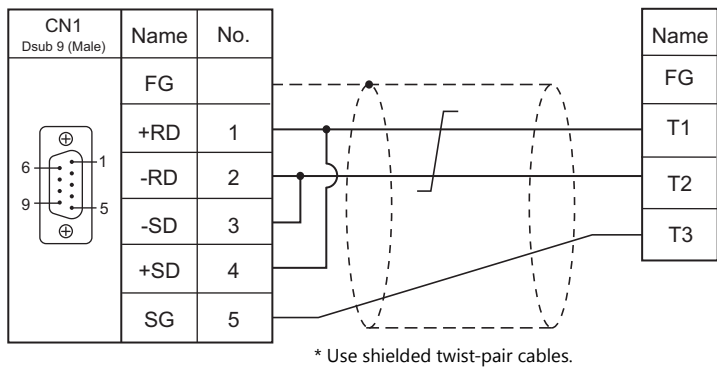 CN1
Dsub 9 (Male)
Name No.
Name
FG
FG
+RD 1
T1
-RD 2
T2
-SD 3
T3
+SD 4
SG 5
6
1
9
5
* Use shielded twist-pair cables.